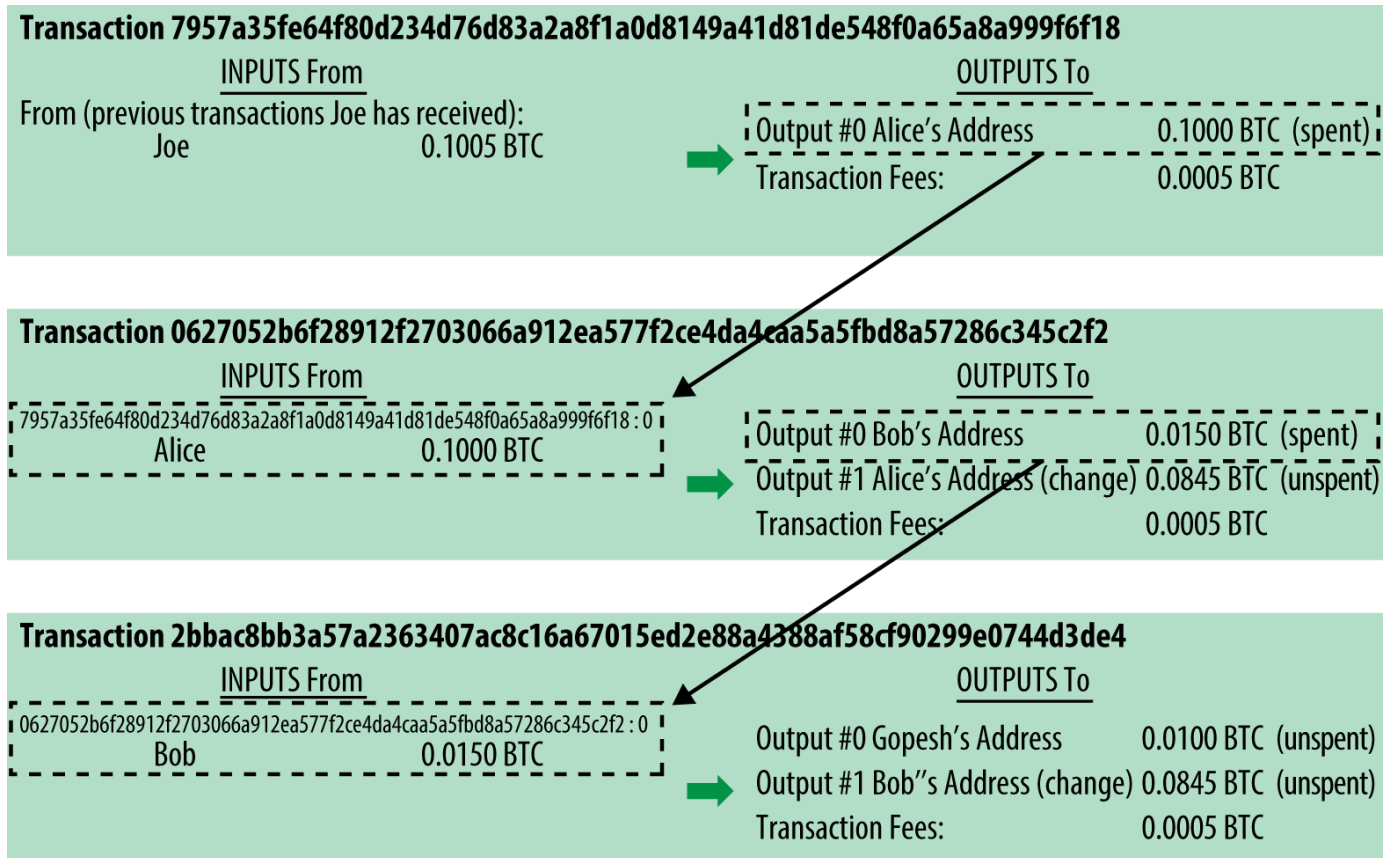 Transaction 7957a35fe64f80d234d76d83a2a8f1a0d8149a41d81de548f0a65a8a999f6f18
INPUTS From
OUTPUTS To
From (previous transactions Joe has received):
Joe 0.1005 BTC
Output #0 Alice’s Address 0.1000 BTC (spent)
Transaction Fees: 0.0005 BTC
Transaction 0627052b6f28912f2703066a912ea577f2ce4da4caa5a5fbd8a57286c345c2f2
INPUTS From
OUTPUTS To
7957a35fe64f80d234d76d83a2a8f1a0d8149a41d81de548f0a65a8a999f6f18 : 0
Alice 0.1000 BTC
Output #0 Bob’s Address 0.0150 BTC (spent)
Output #1 Alice’s Address (change) 0.0845 BTC (unspent)
Transaction Fees: 0.0005 BTC
Transaction 2bbac8bb3a57a2363407ac8c16a67015ed2e88a4388af58cf90299e0744d3de4
INPUTS From
OUTPUTS To
0627052b6f28912f2703066a912ea577f2ce4da4caa5a5fbd8a57286c345c2f2 : 0
Bob 0.0150 BTC
Output #0 Gopesh’s Address 0.0100 BTC (unspent)
Output #1 Bob’’s Address (change) 0.0845 BTC (unspent)
Transaction Fees: 0.0005 BTC